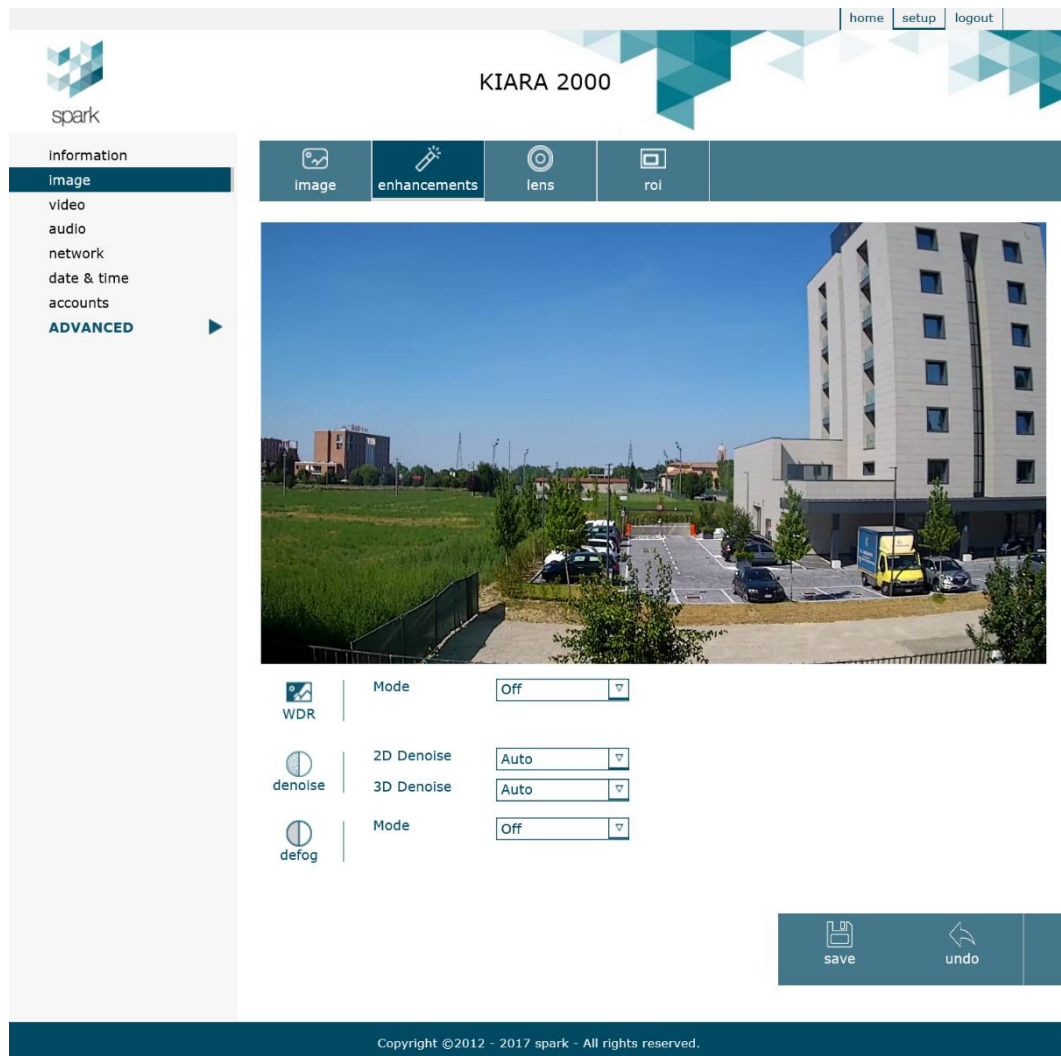 home setup logout
spark
KIARA 2000
information
image
video
audio
network
date & time
accounts
ADVANCED
image enhancements lens roi
WDR
Mode Off
denoise
2D Denoise Auto
3D Denoise Auto
defog
Mode Off
save undo
Copyright ©2012 - 2017 spark - All rights reserved.